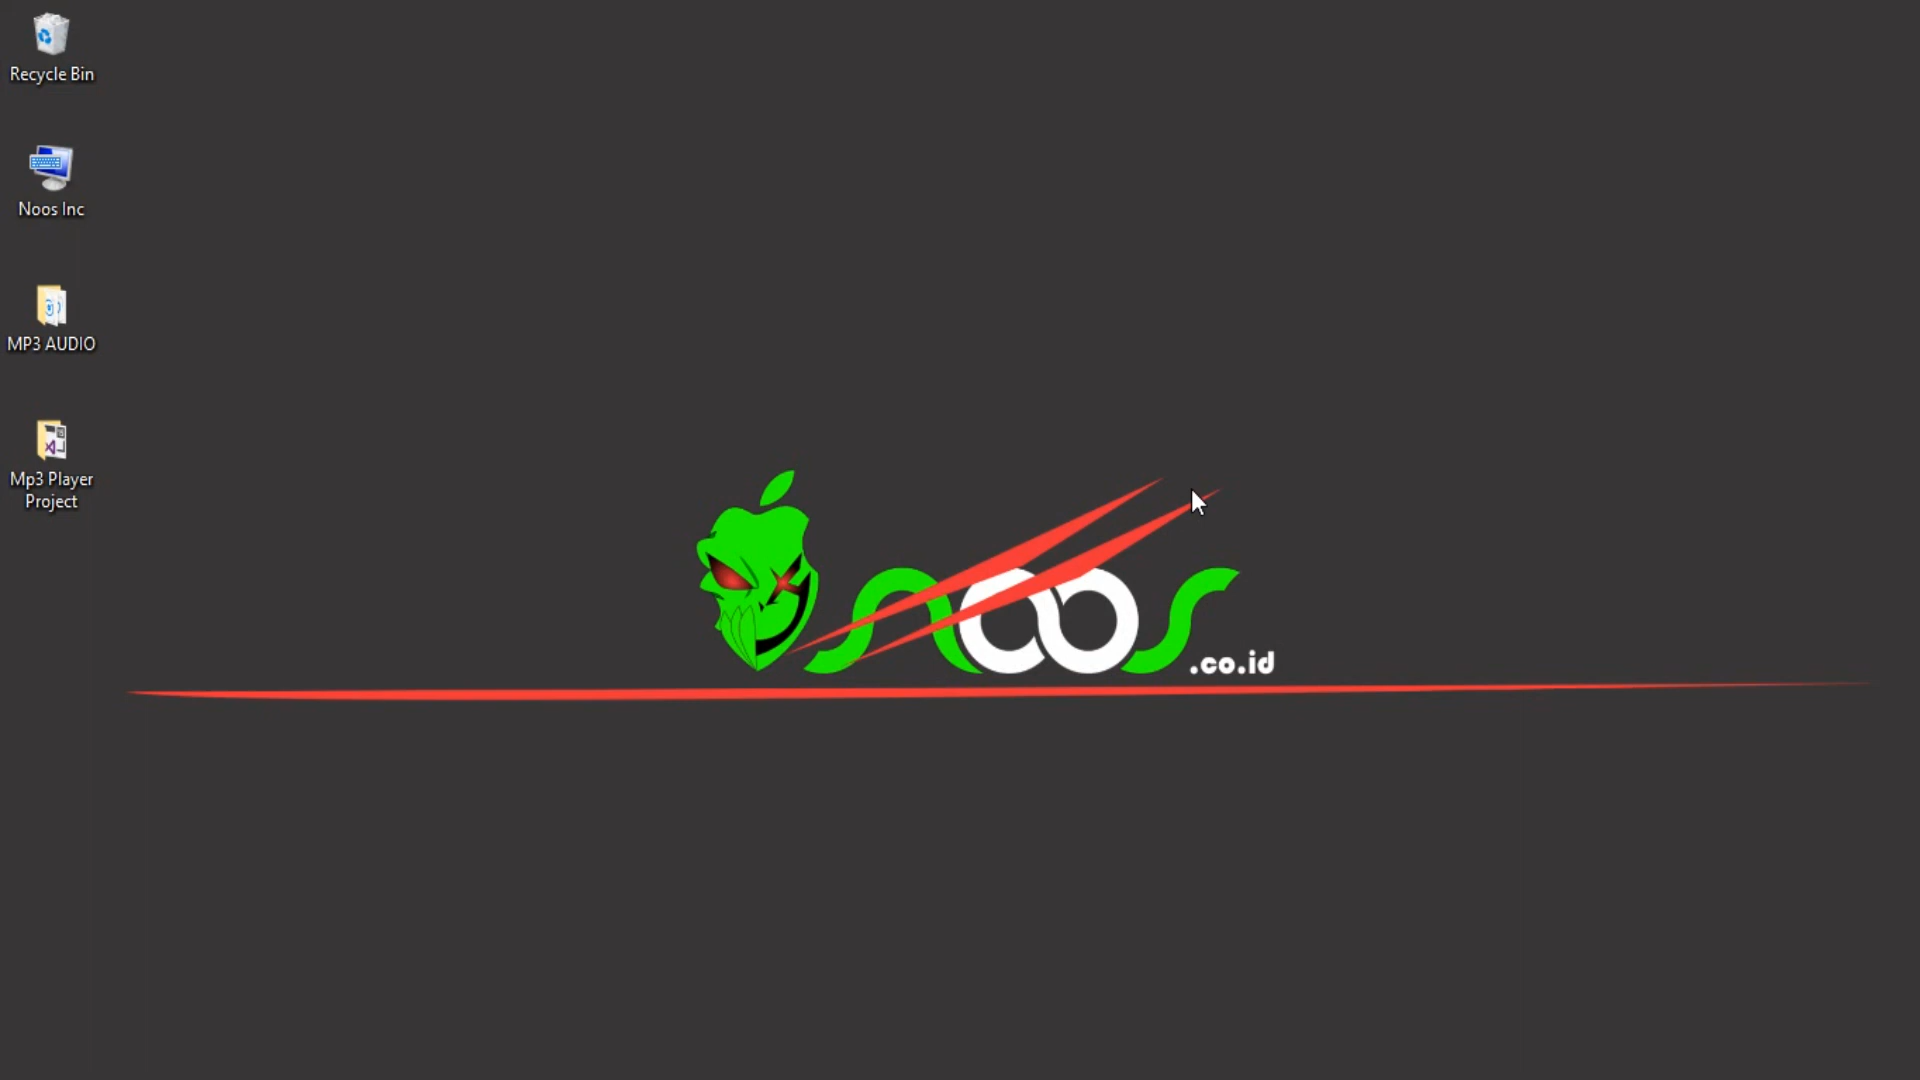 Recycle Bin
Noos Inc
MP3 AUDIO
Mp3 Player
Project
noos
.co.id